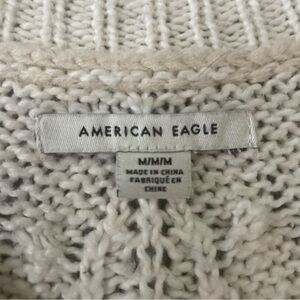 AMERICAN EAGLE
M/M/M
MADE IN CHINA
FABRIQUÉ EN
CHINE